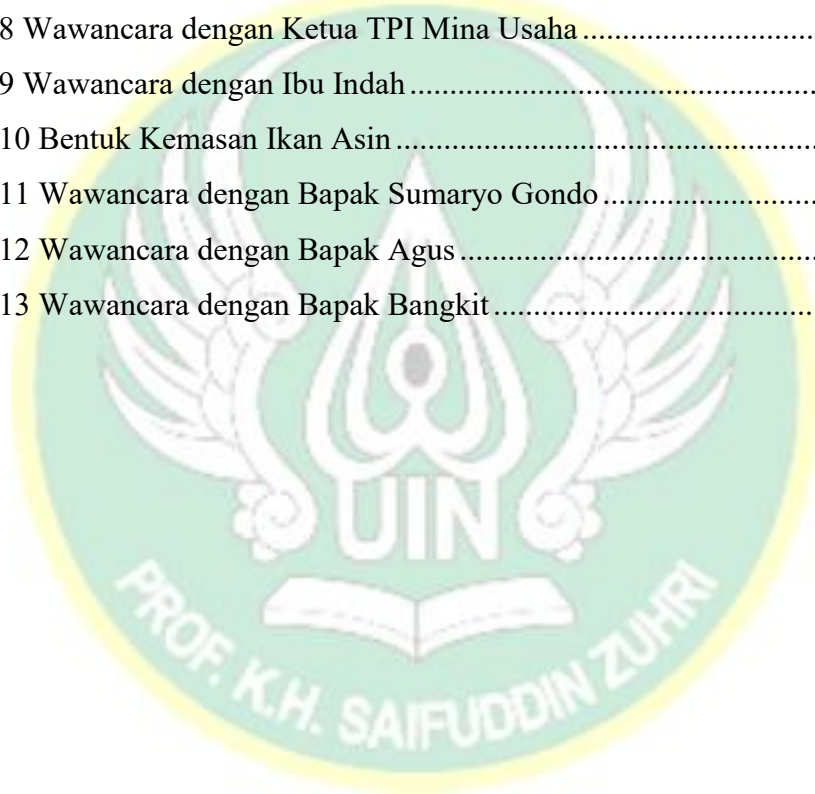 8 Wawancara dengan Ketua TPI Mina Usaha ............................
9 Wawancara dengan Ibu Indah .................................................
10 Bentuk Kemasan Ikan Asin ...................................................
11 Wawancara dengan Bapak Sumaryo Gondo .........................
12 Wawancara dengan Bapak Agus ...........................................
13 Wawancara dengan Bapak Bangkit .......................................
UIN
PROF. K.H. SAIFUDDIN ZUHRI